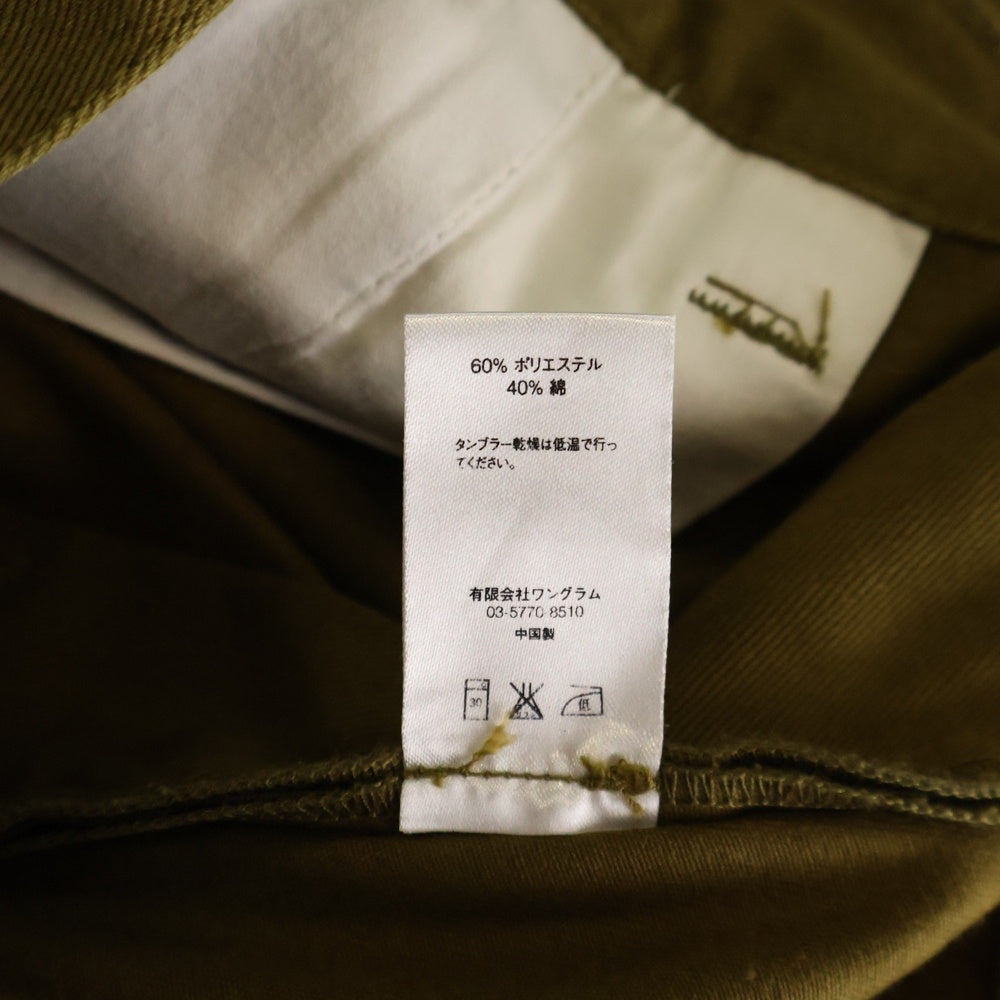 60% ポリエステル
40% 綿
タンブラー乾燥は低温で行っ
てください。
有限会社ワングラム
03-5770-8510
中国製
30 低